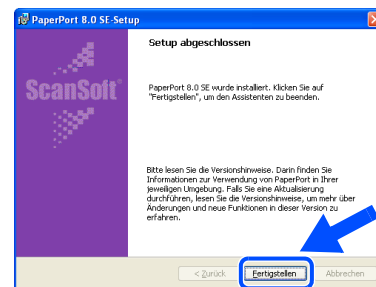 PaperPort 8.0 SE-Setup
Setup abgeschlossen
ScanSoft®
PaperPort 8.0 SE wurde installiert. Klicken Sie auf
"Fertigstellen", um den Assistenten zu beenden.
Bitte lesen Sie die Versionshinweise. Darin finden Sie
Informationen zur Verwendung von PaperPort in Ihrer
jeweiligen Umgebung. Falls Sie eine Aktualisierung
durchführen, lesen Sie die Versionshinweise, um mehr über
Änderungen und neue Funktionen in dieser Version zu
erfahren.
< Zurück Fertigstellen Abbrechen